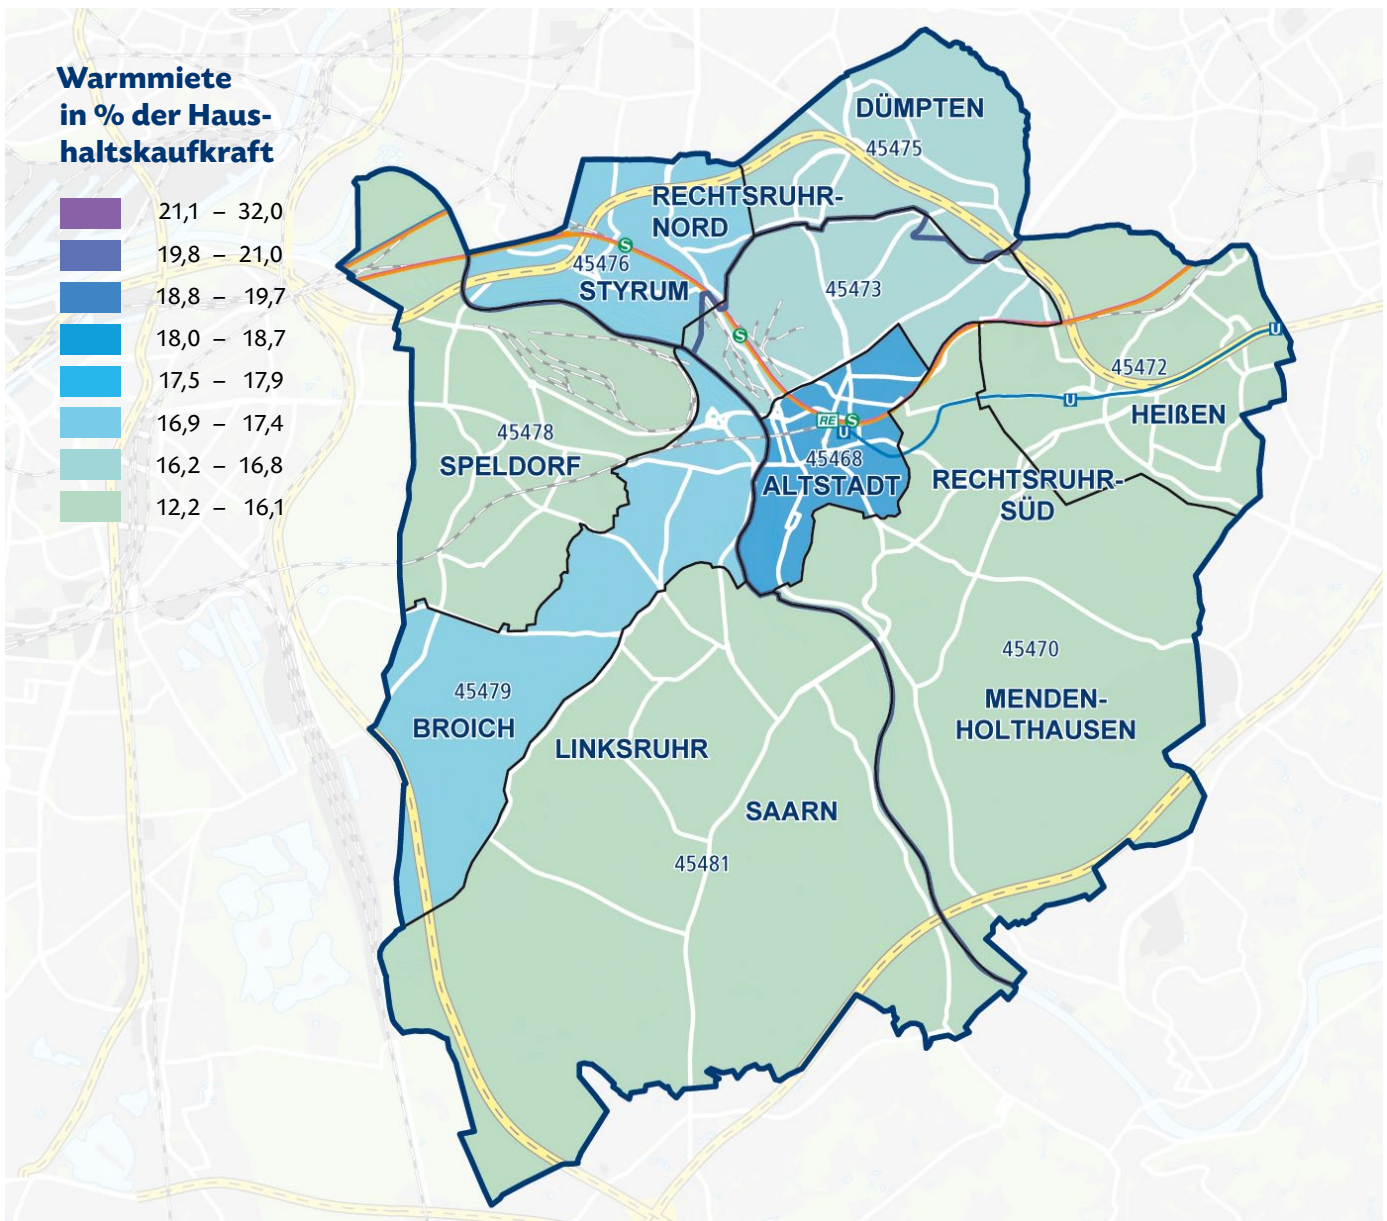 Warmmiete
in % der Haus-
haltskaufkraft
21,1 – 32,0
19,8 – 21,0
18,8 – 19,7
18,0 – 18,7
17,5 – 17,9
16,9 – 17,4
16,2 – 16,8
12,2 – 16,1
DÜMPTEN
45475
RECHTSRUHR-
NORD
S
45476
STYRUM
45473
S
U
45472
U
HEIßEN
45478
SPELDORF
RE S
U
45468
ALTSTADT
RECHTSRUHR-
SÜD
45470
MENDEN-
HOLTHAUSEN
45479
BROICH
LINKSRUHR
SAARN
45481